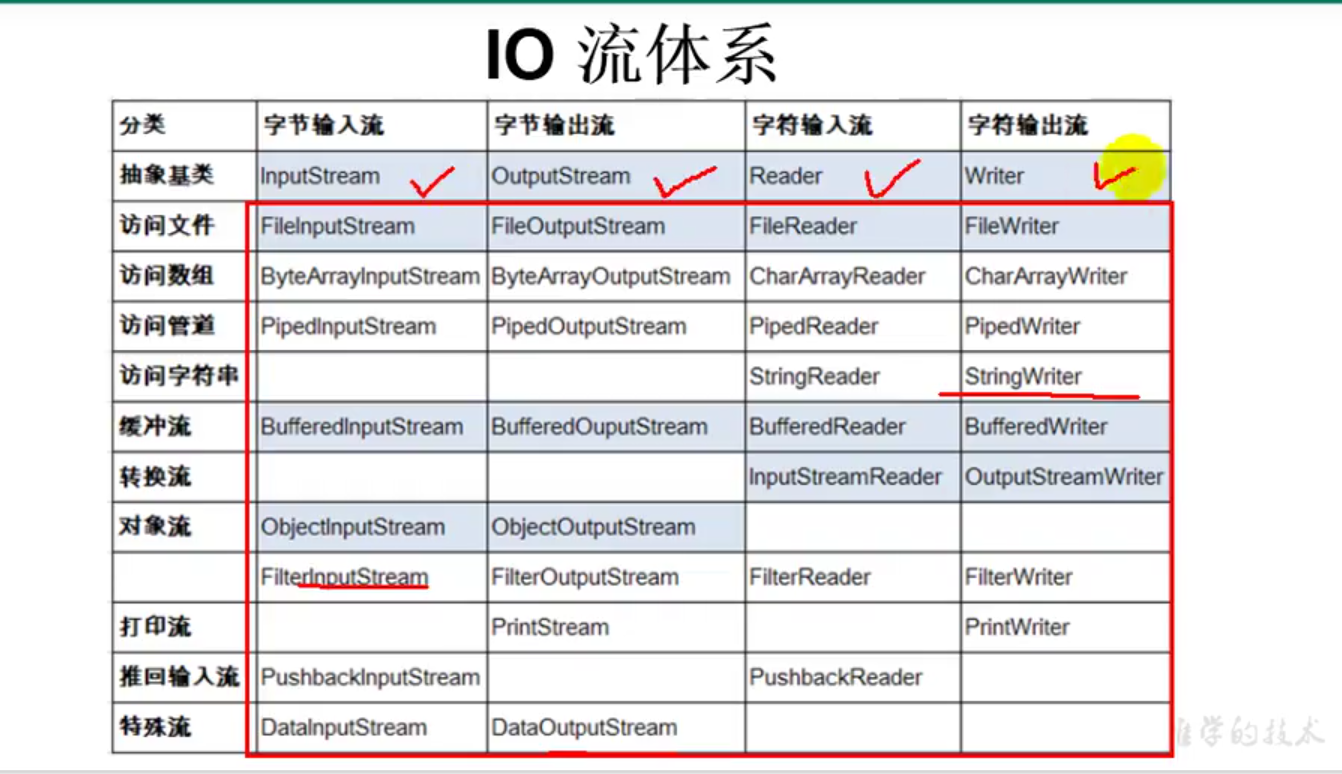 IO 流体系
分类 字节输入流 字节输出流 字符输入流 字符输出流
抽象基类 InputStream OutputStream Reader Writer
访问文件 FileInputStream FileOutputStream FileReader FileWriter
访问数组 ByteArrayInputStream ByteArrayOutputStream CharArrayReader CharArrayWriter
访问管道 PipedInputStream PipedOutputStream PipedReader PipedWriter
访问字符串 StringReader StringWriter
缓冲流 BufferedInputStream BufferedOuputStream BufferedReader BufferedWriter
转换流 InputStreamReader OutputStreamWriter
对象流 ObjectInputStream ObjectOutputStream
FilterInputStream FilterOutputStream FilterReader FilterWriter
打印流 PrintStream PrintWriter
推回输入流 PushbackInputStream PushbackReader
特殊流 DataInputStream DataOutputStream
学的技术